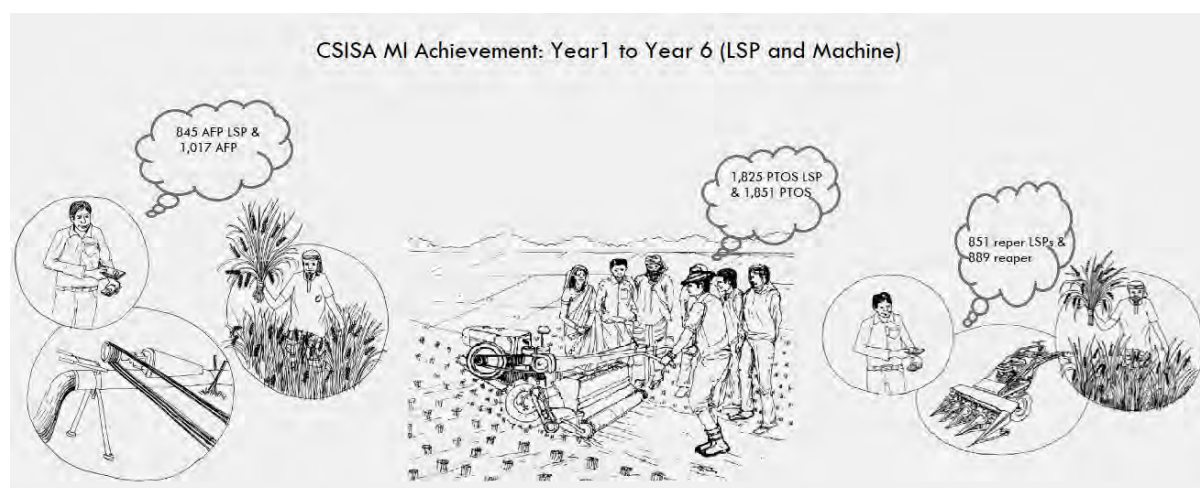 CSISA MI Achievement: Year1 to Year 6 (LSP and Machine)
845 AFP LSP &
1,017 AFP
1,825 PTOS LSP
& 1,851 PTOS
851 reper LSPs &
889 reaper